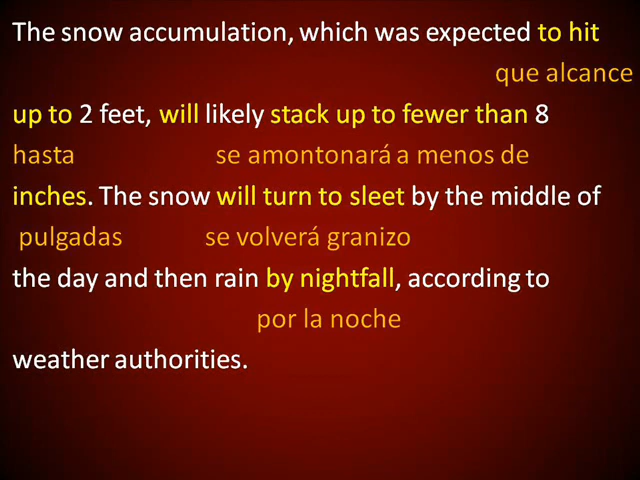 The snow accumulation, which was expected to hit
que alcance
up to 2 feet, will likely stack up to fewer than 8
hasta se amontonará a menos de
inches. The snow will turn to sleet by the middle of
pulgadas se volverá granizo
the day and then rain by nightfall, according to
por la noche
weather authorities.